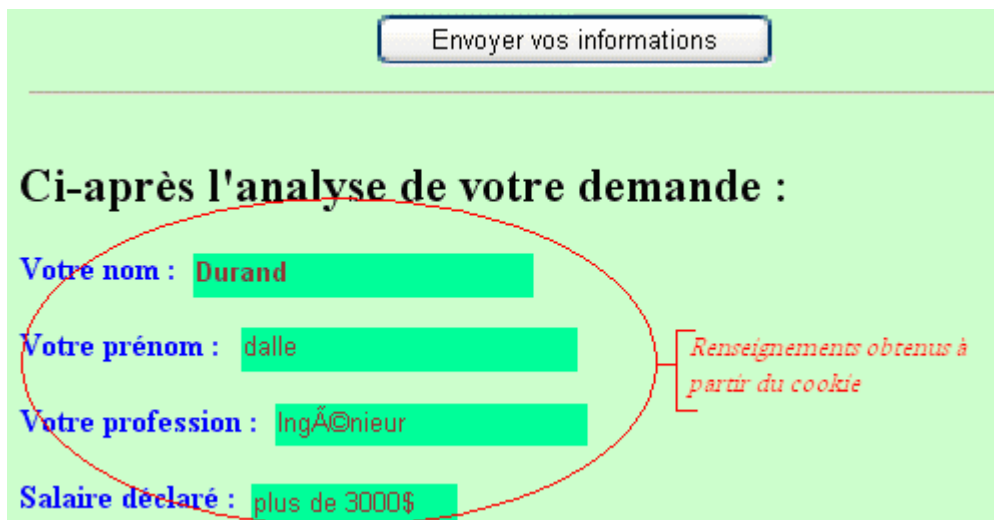 Envoyer vos informations
Ci-après l'analyse de votre demande :
Votre nom : Durand
Votre prénom : dalle
Renseignements obtenus à
partir du cookie
Votre profession : IngÃ©nieur
Salaire déclaré : plus de 3000$